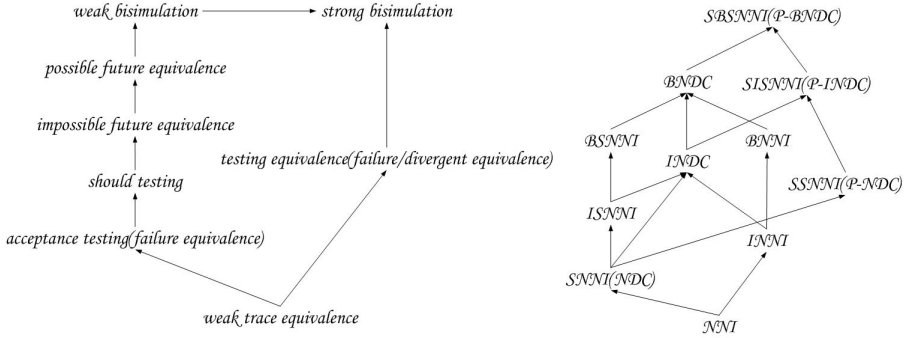 weak bisimulation
strong bisimulation
possible future equivalence
impossible future equivalence
testing equivalence(failure/divergent equivalence)
should testing
acceptance testing(failure equivalence)
weak trace equivalence
SBSNNI(P-BNDC)
BNDC
SISNNI(P-INDC)
BSNNI
INDC
BNNI
SSNNI(P-NDC)
ISNNI
INNI
SNNI(NDC)
NNI